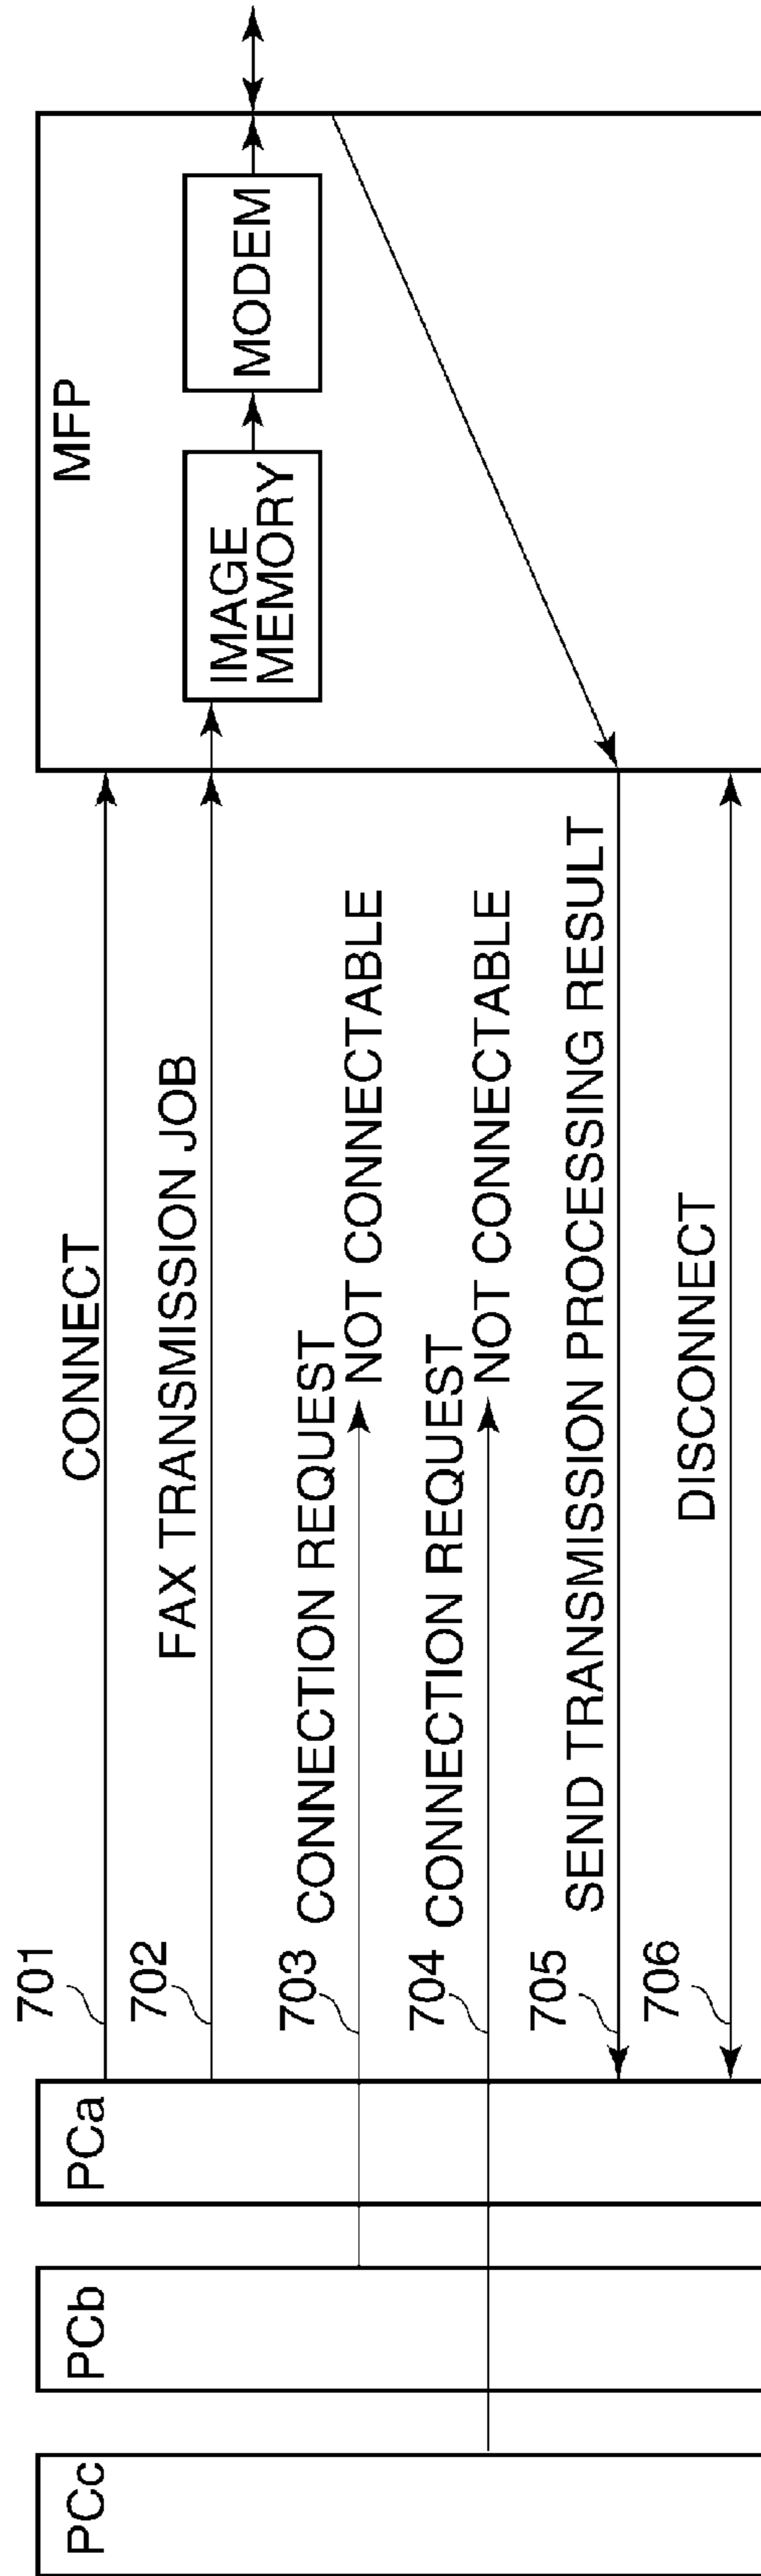 PCc
PCb
PCa
MFP
701
CONNECT
702
FAX TRANSMISSION JOB
IMAGE
MEMORY
MODEM
703
CONNECTION REQUEST
NOT CONNECTABLE
704
CONNECTION REQUEST
NOT CONNECTABLE
705
SEND TRANSMISSION PROCESSING RESULT
706
DISCONNECT